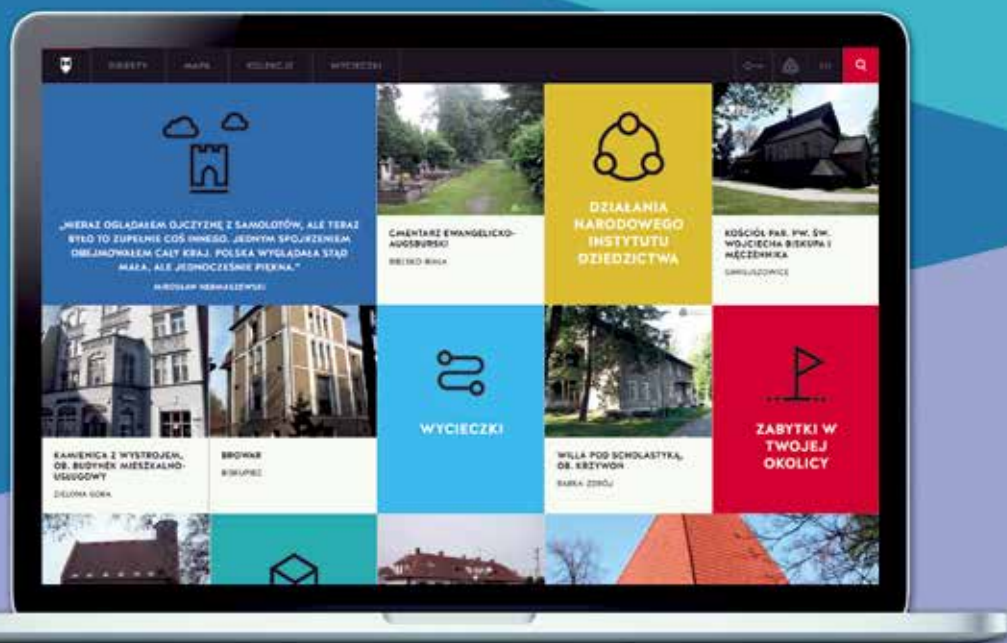 OBIEKTY
MAPA
KOLEKCJE
WYCIECZKI
EN
„NIERAZ OGLĄDAŁEM OJCZYZNĘ Z SAMOLOTÓW, ALE TERAZ
BYŁO TO ZUPEŁNIE COŚ INNEGO. JEDNYM SPOJRZENIEM
OBEJMOWAŁEM CAŁY KRAJ. POLSKA WYGLĄDAŁA STĄD
MAŁA, ALE JEDNOCZEŚNIE PIĘKNA.”
MIROSŁAW HERMASZEWSKI
CMENTARZ EWANGELICKO-
AUGSBURSKI
BIELSKO-BIAŁA
DZIAŁANIA
NARODOWEGO
INSTYTUTU
DZIEDZICTWA
KOŚCIÓŁ PAR. PW. ŚW.
WOJCIECHA BISKUPA I
MĘCZENNIKA
KAMIENICA Z WYSTROJEM,
OB. BUDYNEK MIESZKALNO-
USŁUGOWY
ZIELONA GÓRA
BROWAR
BISKUPIEC
WYCIECZKI
WILLA POD SCHOLASTYKĄ,
OB. KRZYWOŃ
RABKA-ZDRÓJ
ZABYTKI W
TWOJEJ
OKOLICY